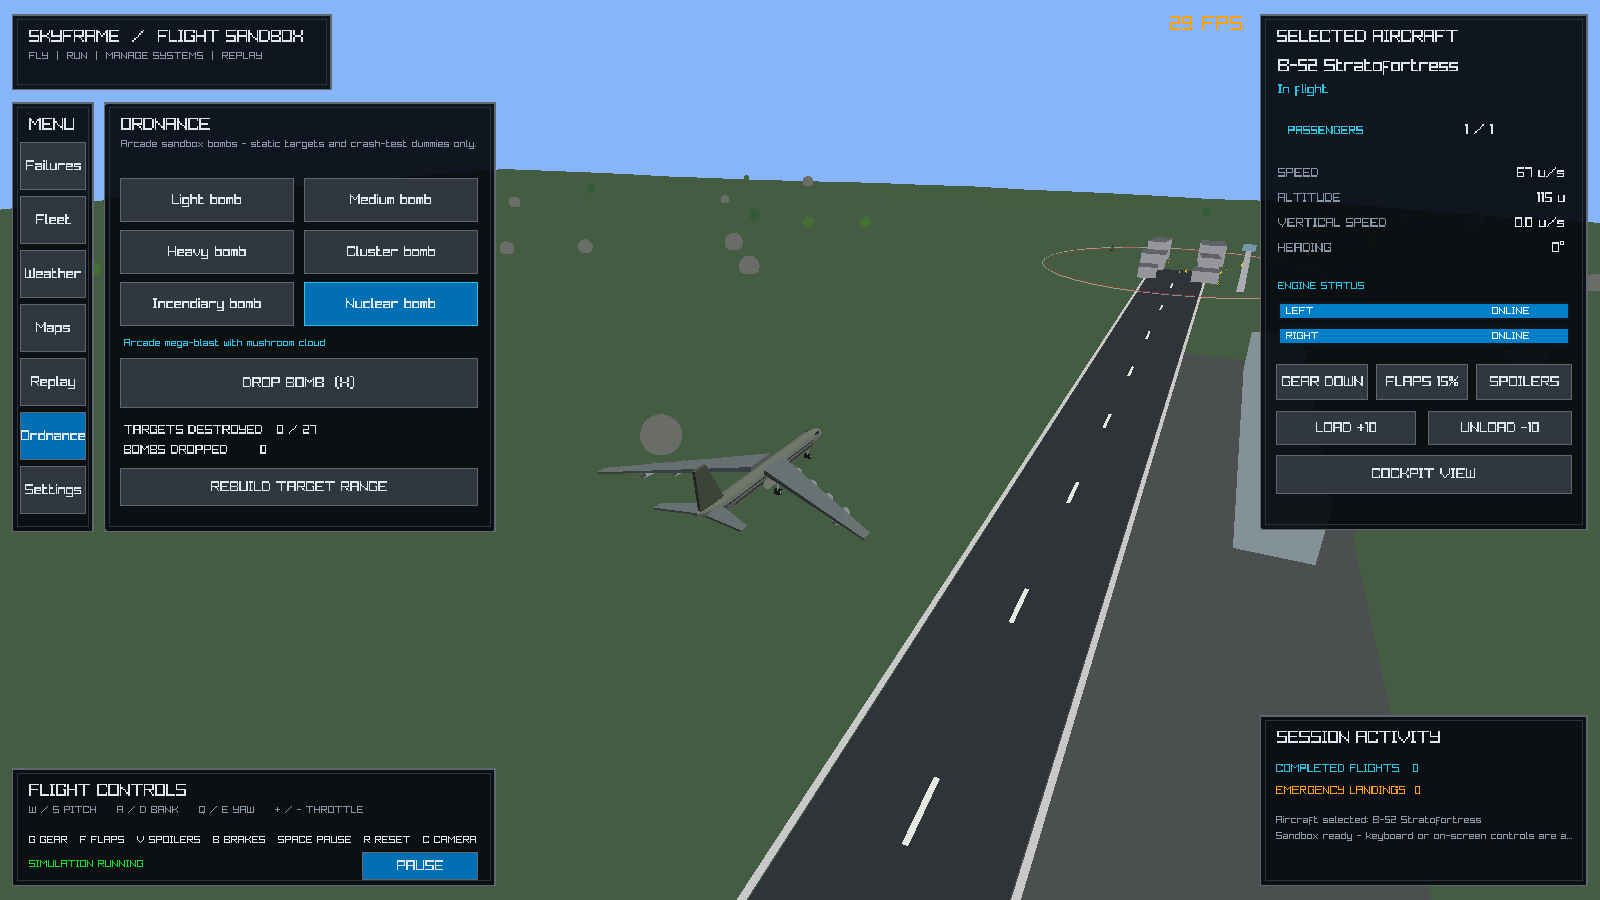 SKYFRAME / FLIGHT SANDBOX
FLY | RUN | MANAGE SYSTEMS | REPLAY
29 FPS
MENU
Failures
Fleet
Weather
Maps
Replay
Ordnance
Settings
ORDNANCE
Arcade sandbox bombs - static targets and crash-test dummies only.
Light bomb
Medium bomb
Heavy bomb
Cluster bomb
Incendiary bomb
Nuclear bomb
Arcade mega-blast with mushroom cloud
DROP BOMB (X)
TARGETS DESTROYED 0 / 27
BOMBS DROPPED 0
REBUILD TARGET RANGE
SELECTED AIRCRAFT
B-52 Stratofortress
In flight
PASSENGERS 1 / 1
SPEED 67 u/s
ALTITUDE 115 u
VERTICAL SPEED 0.0 u/s
HEADING 0°
ENGINE STATUS
LEFT ONLINE
RIGHT ONLINE
GEAR DOWN FLAPS 15% SPOILERS
LOAD +10 UNLOAD -10
COCKPIT VIEW
FLIGHT CONTROLS
W / S PITCH A / D BANK Q / E YAW + / - THROTTLE
G GEAR F FLAPS V SPOILERS B BRAKES SPACE PAUSE R RESET C CAMERA
SIMULATION RUNNING
PAUSE
SESSION ACTIVITY
COMPLETED FLIGHTS 0
EMERGENCY LANDINGS 0
Aircraft selected: B-52 Stratofortress
Sandbox ready - keyboard or on-screen controls are a...